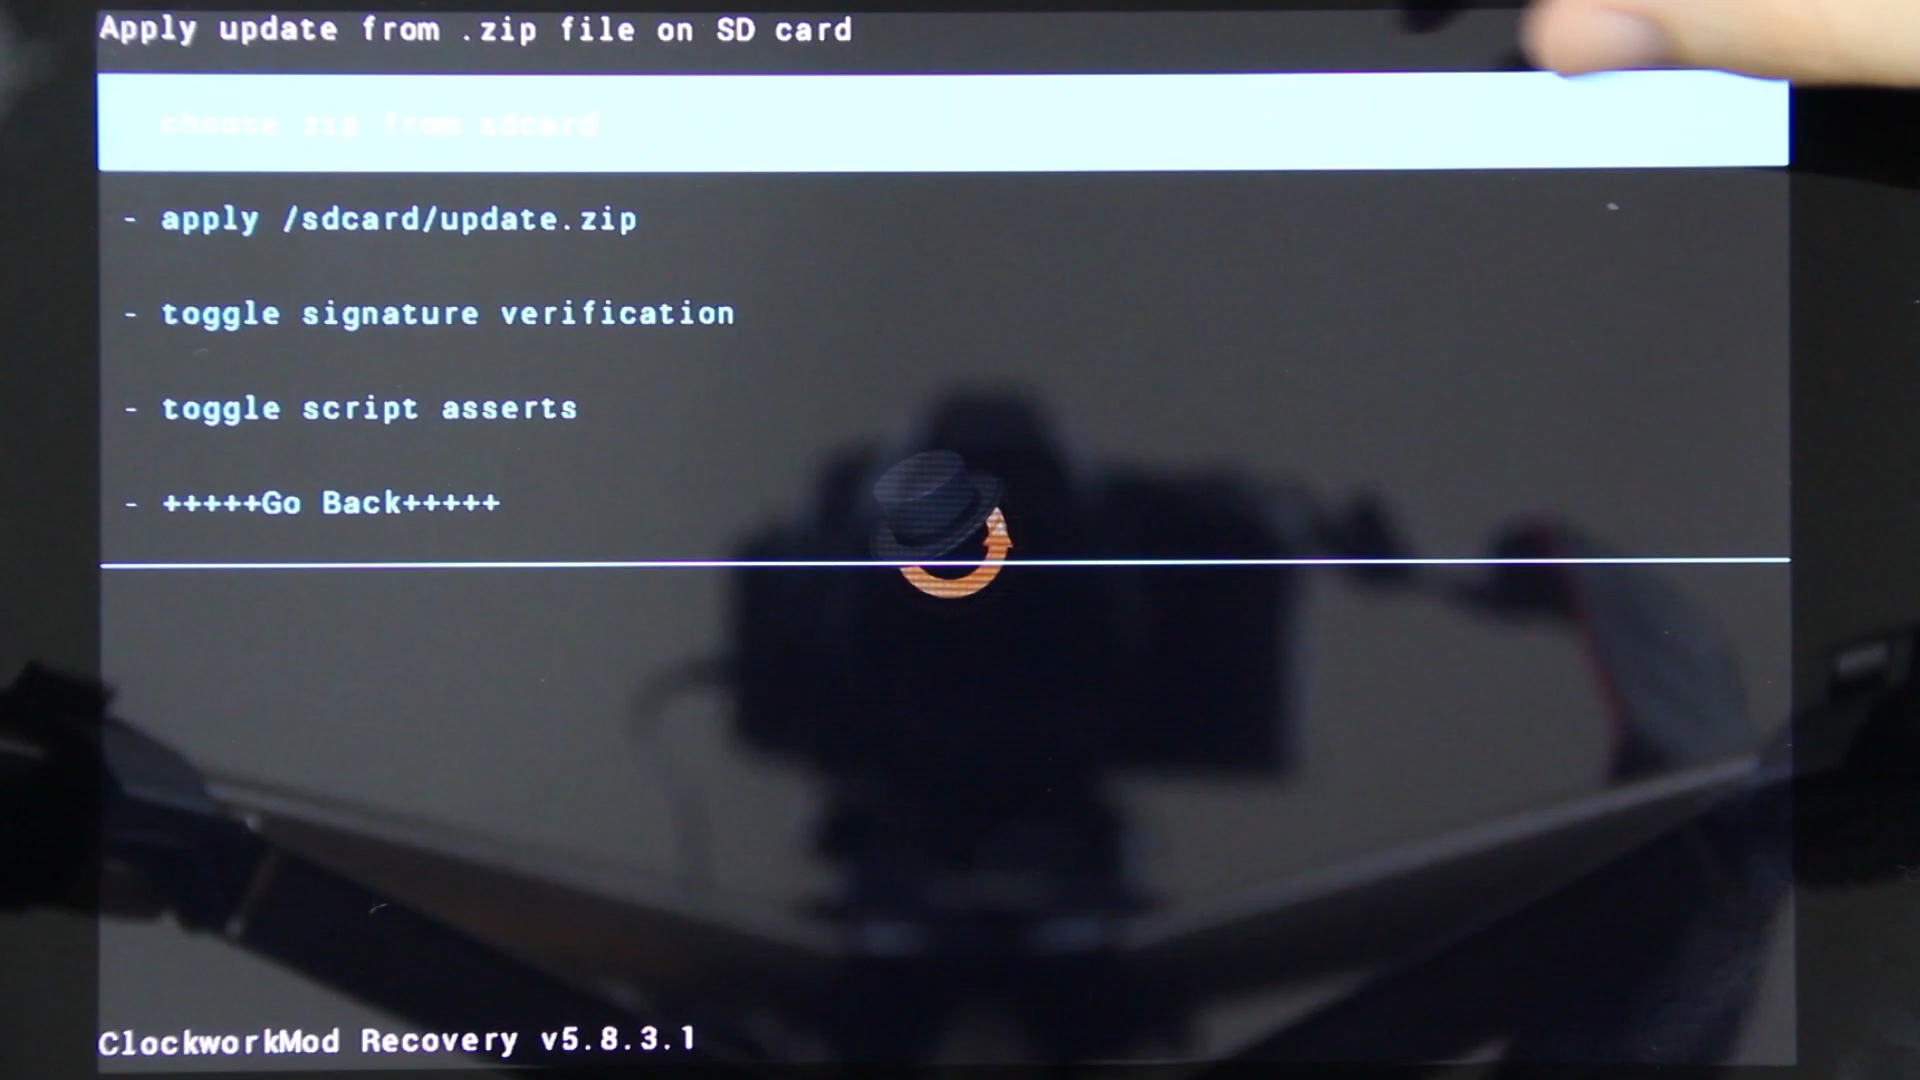 Apply update from .zip file on SD card
choose zip from sdcard
- apply /sdcard/update.zip
- toggle signature verification
- toggle script asserts
- +++++Go Back+++++
ClockworkMod Recovery v5.8.3.1